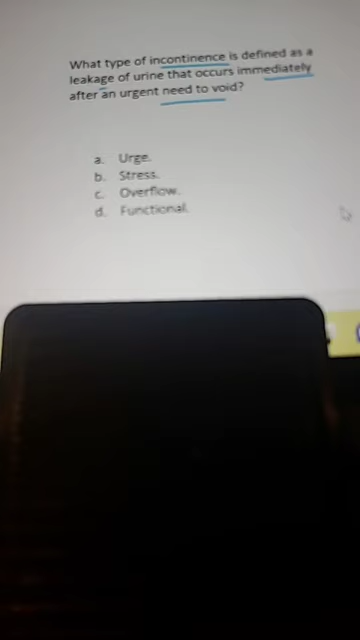 What type of incontinence is defined as a
leakage of urine that occurs immediately
after an urgent need to void?
a. Urge.
b. Stress.
c. Overflow.
d. Functional.